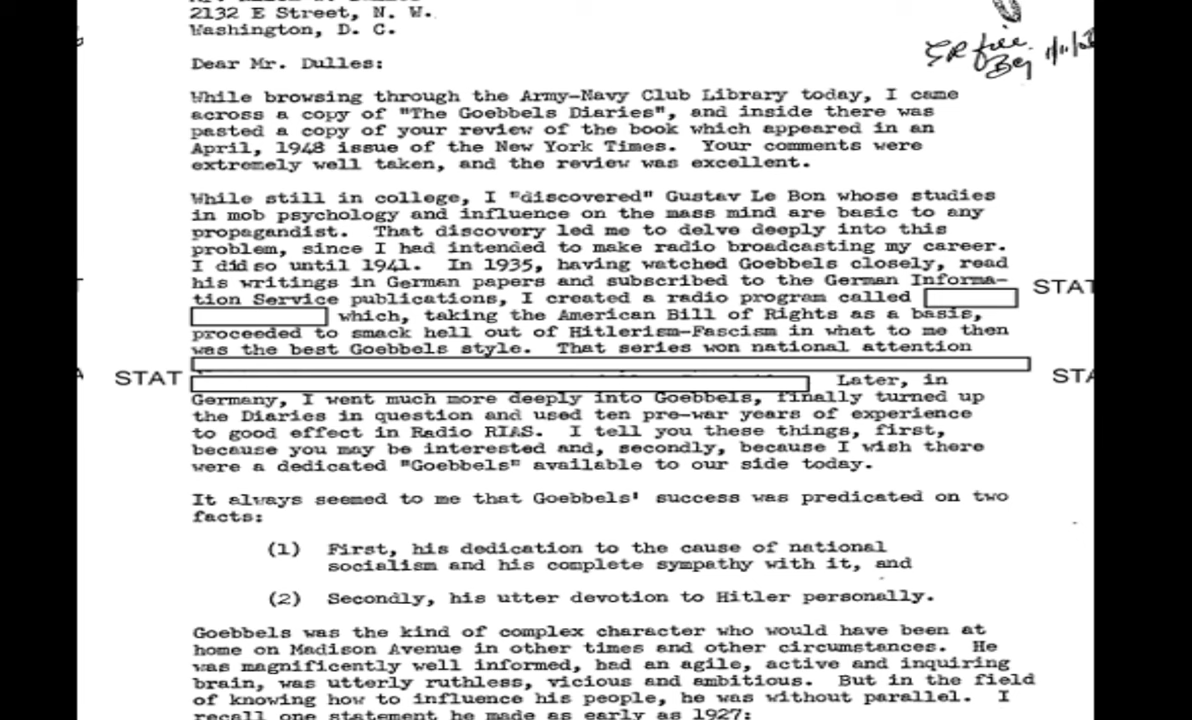 2132 E Street, N. W.
Washington, D. C.
Dear Mr. Dulles:
While browsing through the Army-Navy Club Library today, I came
across a copy of "The Goebbels Diaries", and inside there was
pasted a copy of your review of the book which appeared in an
April, 1948 issue of the New York Times. Your comments were
extremely well taken, and the review was excellent.
While still in college, I "discovered" Gustav Le Bon whose studies
in mob psychology and influence on the mass mind are basic to any
propagandist. That discovery led me to delve deeply into this
problem, since I had intended to make radio broadcasting my career.
I did so until 1941. In 1935, having watched Goebbels closely, read
his writings in German papers and subscribed to the German Informa-
tion Service publications, I created a radio program called
STAT
which, taking the American Bill of Rights as a basis,
proceeded to smack hell out of Hitlerism-Fascism in what to me then
was the best Goebbels style. That series won national attention
STAT
STA
Later, in
Germany, I went much more deeply into Goebbels, finally turned up
the Diaries in question and used ten pre-war years of experience
to good effect in Radio RIAS. I tell you these things, first,
because you may be interested and, secondly, because I wish there
were a dedicated "Goebbels" available to our side today.
It always seemed to me that Goebbels' success was predicated on two
facts:
(1) First, his dedication to the cause of national
socialism and his complete sympathy with it, and
(2) Secondly, his utter devotion to Hitler personally.
Goebbels was the kind of complex character who would have been at
home on Madison Avenue in other times and other circumstances. He
was magnificently well informed, had an agile, active and inquiring
brain, was utterly ruthless, vicious and ambitious. But in the field
of knowing how to influence his people, he was without parallel. I
recall one statement he made as early as 1927: